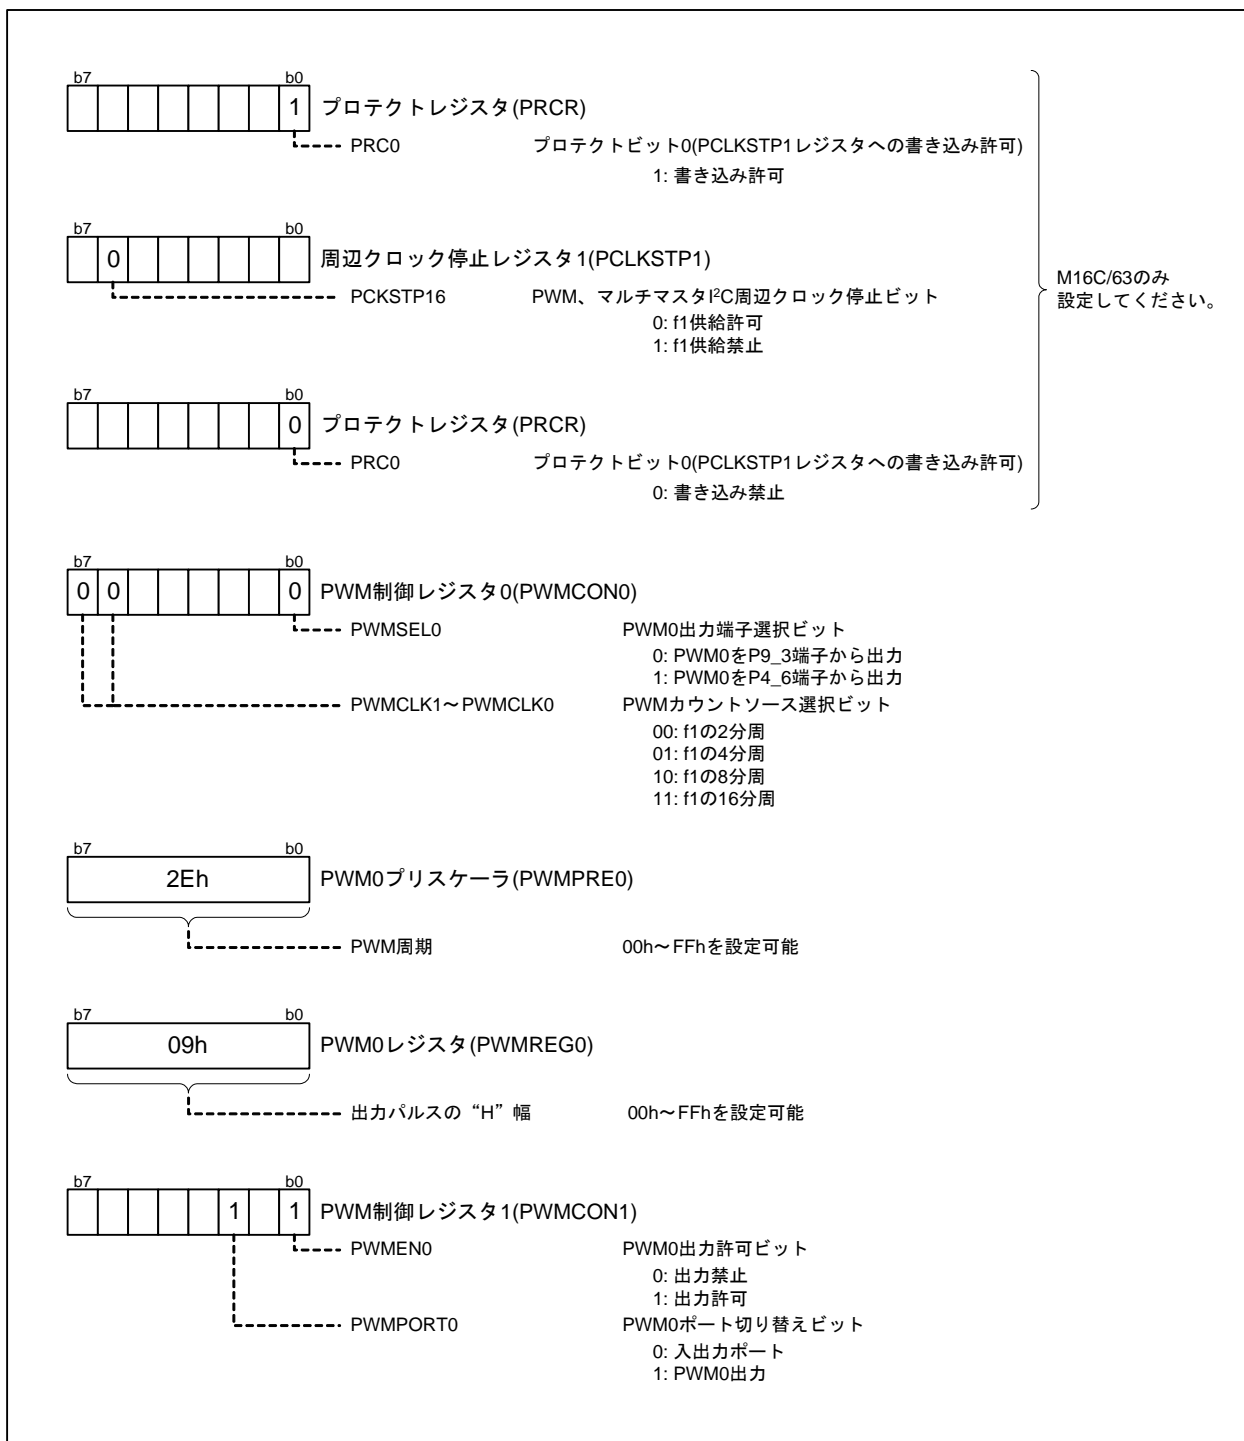 b7 b0
1 プロテクトレジスタ(PRCR)
PRC0 プロテクトビット0(PCLKSTP1レジスタへの書き込み許可)
1: 書き込み許可
b7 b0
0 周辺クロック停止レジスタ1(PCLKSTP1)
PCKSTP16 PWM、マルチマスタI²C周辺クロック停止ビット
0: f1供給許可
1: f1供給禁止
M16C/63のみ
設定してください。
b7 b0
0 プロテクトレジスタ(PRCR)
PRC0 プロテクトビット0(PCLKSTP1レジスタへの書き込み許可)
0: 書き込み禁止
b7 b0
0 0 0 PWM制御レジスタ0(PWMCON0)
PWMSEL0 PWM0出力端子選択ビット
0: PWM0をP9_3端子から出力
1: PWM0をP4_6端子から出力
PWMCLK1～PWMCLK0 PWMカウントソース選択ビット
00: f1の2分周
01: f1の4分周
10: f1の8分周
11: f1の16分周
b7 b0
2Eh PWM0プリスケーラ(PWMPRE0)
PWM周期 00h～FFhを設定可能
b7 b0
09h PWM0レジスタ(PWMREG0)
出力パルスの“H”幅 00h～FFhを設定可能
b7 b0
1 1 PWM制御レジスタ1(PWMCON1)
PWMEN0 PWM0出力許可ビット
0: 出力禁止
1: 出力許可
PWMPORT0 PWM0ポート切り替えビット
0: 入出力ポート
1: PWM0出力